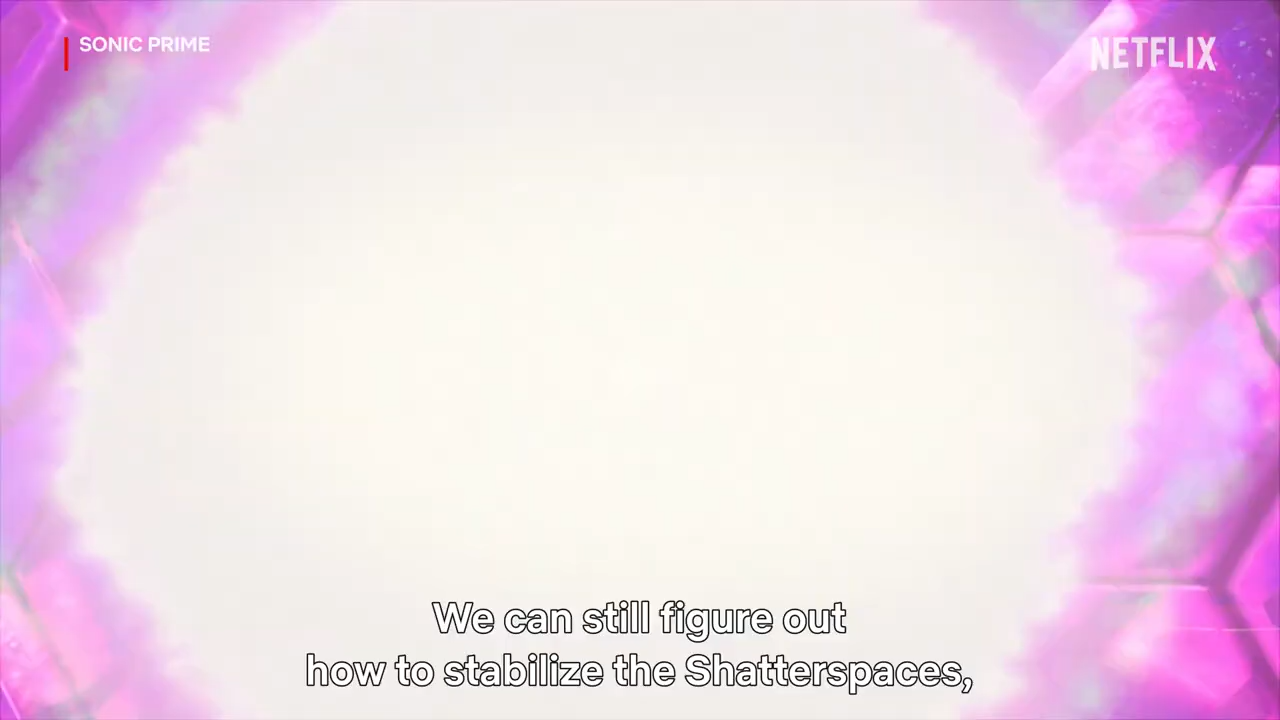 SONIC PRIME
NETFLIX
We can still figure out
how to stabilize the Shatterspaces,